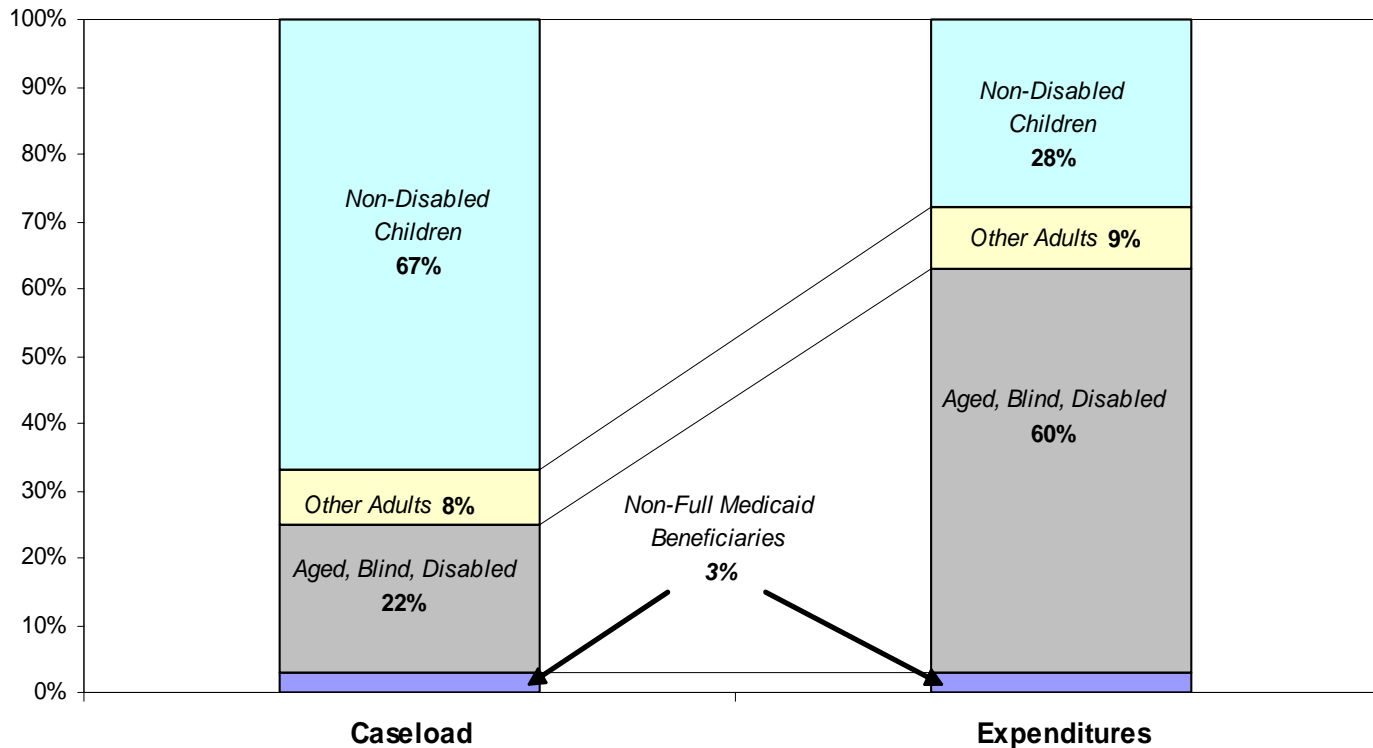 100%
90%
80%
70%
60%
50%
40%
30%
20%
10%
0%
Non-Disabled
Children
67%
Other Adults 8%
Aged, Blind, Disabled
22%
Non-Full Medicaid
Beneficiaries
3%
Non-Disabled
Children
28%
Other Adults 9%
Aged, Blind, Disabled
60%
Caseload
Expenditures